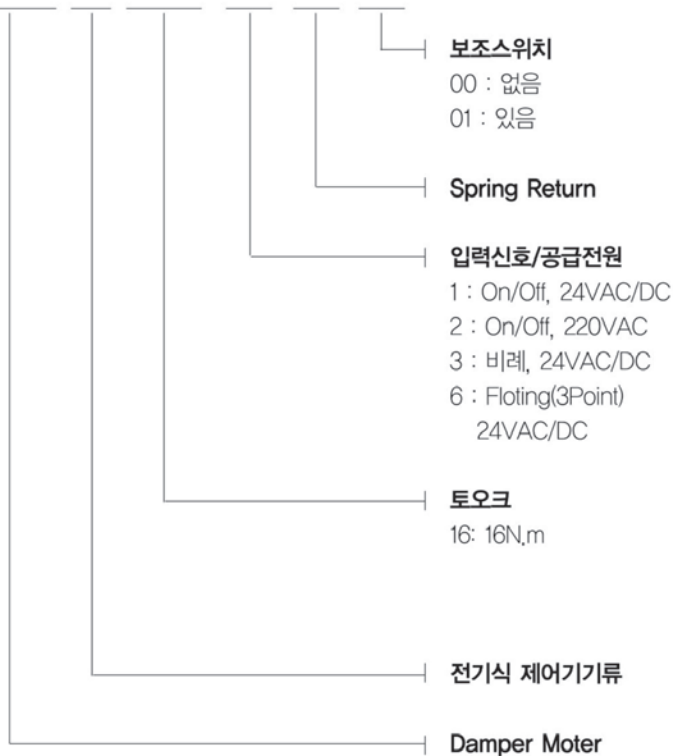 보조스위치
00 : 없음
01 : 있음
Spring Return
입력신호/공급전원
1 : On/Off, 24VAC/DC
2 : On/Off, 220VAC
3 : 비례, 24VAC/DC
6 : Floting(3Point)
24VAC/DC
토오크
16: 16N.m
전기식 제어기기류
Damper Moter